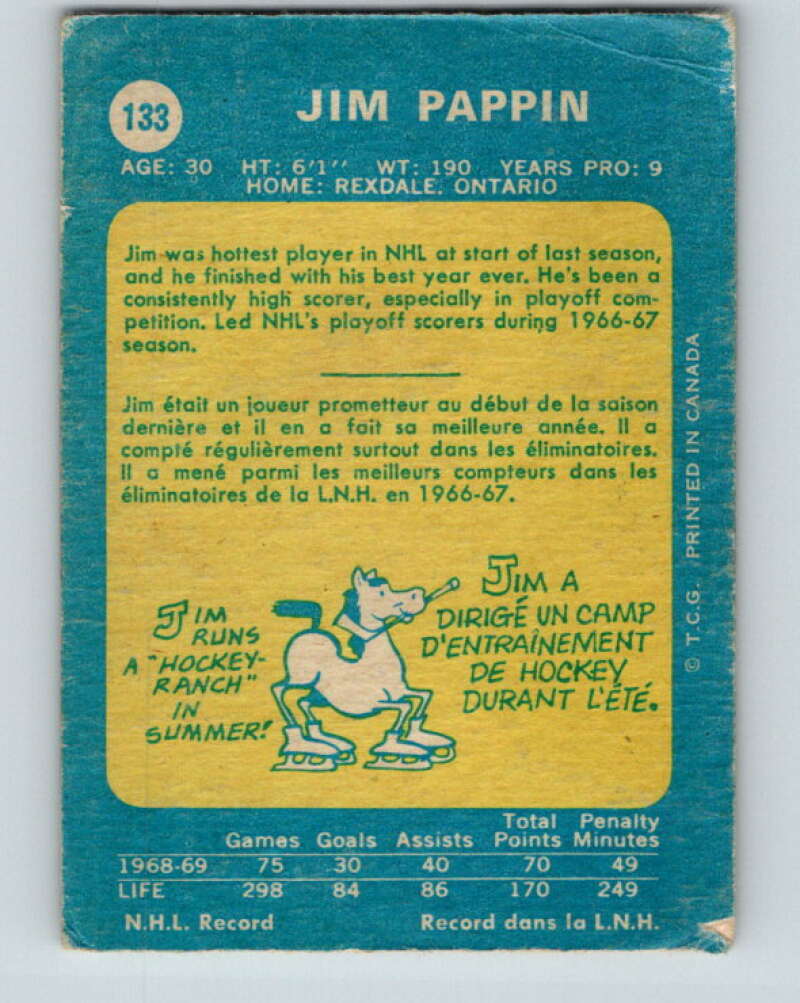 133
JIM PAPPIN
AGE: 30 HT: 6'1'' WT: 190 YEARS PRO: 9
HOME: REXDALE. ONTARIO
Jim was hottest player in NHL at start of last season,
and he finished with his best year ever. He's been a
consistently high scorer, especially in playoff com-
petition. Led NHL's playoff scorers during 1966-67
season.
Jim était un joueur prometteur au début de la saison
dernière et il en a fait sa meilleure année. Il a
compté régulièrement surtout dans les éliminatoires.
Il a mené parmi les meilleurs compteurs dans les
éliminatoires de la L.N.H. en 1966-67.
JIM
RUNS
A "HOCKEY-
RANCH"
IN
SUMMER!
JIM A
DIRIGÉ UN CAMP
D'ENTRAÎNEMENT
DE HOCKEY
DURANT L'ÉTÉ.
© T.C.G. PRINTED IN CANADA
Total Penalty
Games Goals Assists Points Minutes
1968-69 75 30 40 70 49
LIFE 298 84 86 170 249
N.H.L. Record Record dans la L.N.H.